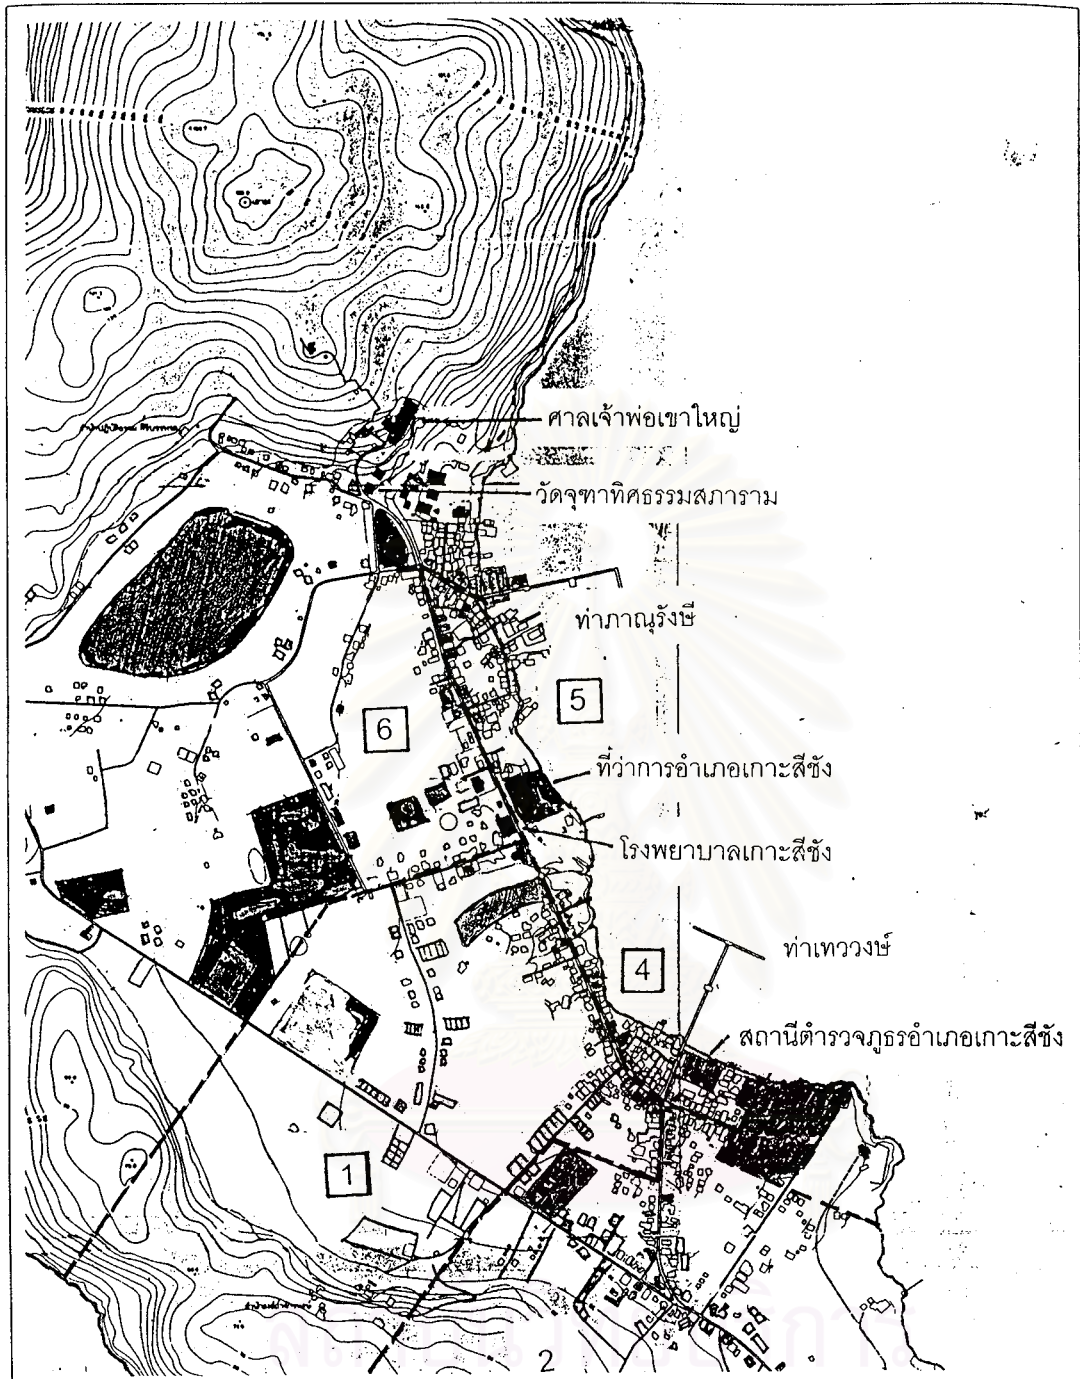 ศาลเจ้าพ่อเขาใหญ่
วัดจุฑาทิศธรรมสภาราม
ท่าภาณุรังษี
5
6
ที่ว่าการอำเภอเกาะสีชัง
โรงพยาบาลเกาะสีชัง
ท่าเทววงษ์
4
สถานีตำรวจภูธรอำเภอเกาะสีชัง
1
2